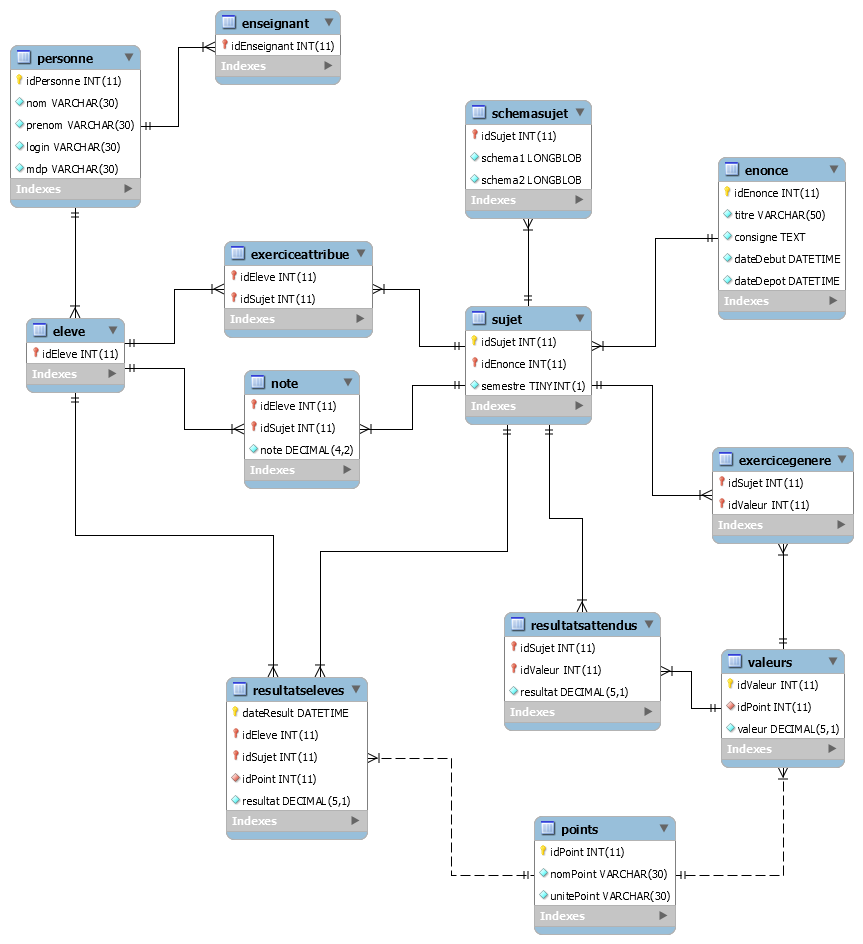 enseignant
idEnseignant INT(11)
Indexes
personne
idPersonne INT(11)
nom VARCHAR(30)
prenom VARCHAR(30)
login VARCHAR(30)
mdp VARCHAR(30)
Indexes
schemasujet
idSujet INT(11)
schema1 LONGBLOB
schema2 LONGBLOB
Indexes
enonce
idEnonce INT(11)
titre VARCHAR(50)
consigne TEXT
dateDebut DATETIME
dateDepot DATETIME
Indexes
exerciceattribue
idEleve INT(11)
idSujet INT(11)
Indexes
eleve
idEleve INT(11)
Indexes
sujet
idSujet INT(11)
idEnonce INT(11)
semestre TINYINT(1)
Indexes
note
idEleve INT(11)
idSujet INT(11)
note DECIMAL(4,2)
Indexes
exercicegenere
idSujet INT(11)
idValeur INT(11)
Indexes
resultatsattendus
idSujet INT(11)
idValeur INT(11)
resultat DECIMAL(5,1)
Indexes
valeurs
idValeur INT(11)
idPoint INT(11)
valeur DECIMAL(5,1)
Indexes
resultatseleves
dateResult DATETIME
idEleve INT(11)
idSujet INT(11)
idPoint INT(11)
resultat DECIMAL(5,1)
Indexes
points
idPoint INT(11)
nomPoint VARCHAR(30)
unitePoint VARCHAR(30)
Indexes